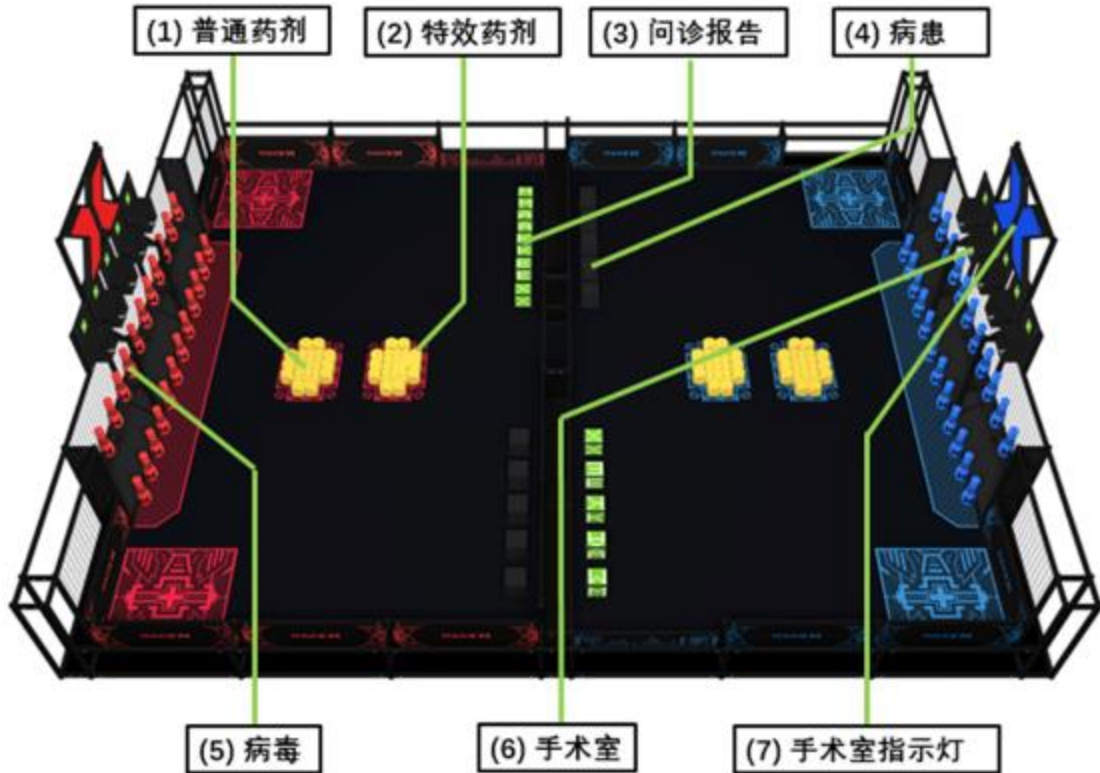 (1) 普通药剂
(2) 特效药剂
(3) 问诊报告
(4) 病患
(5) 病毒
(6) 手术室
(7) 手术室指示灯